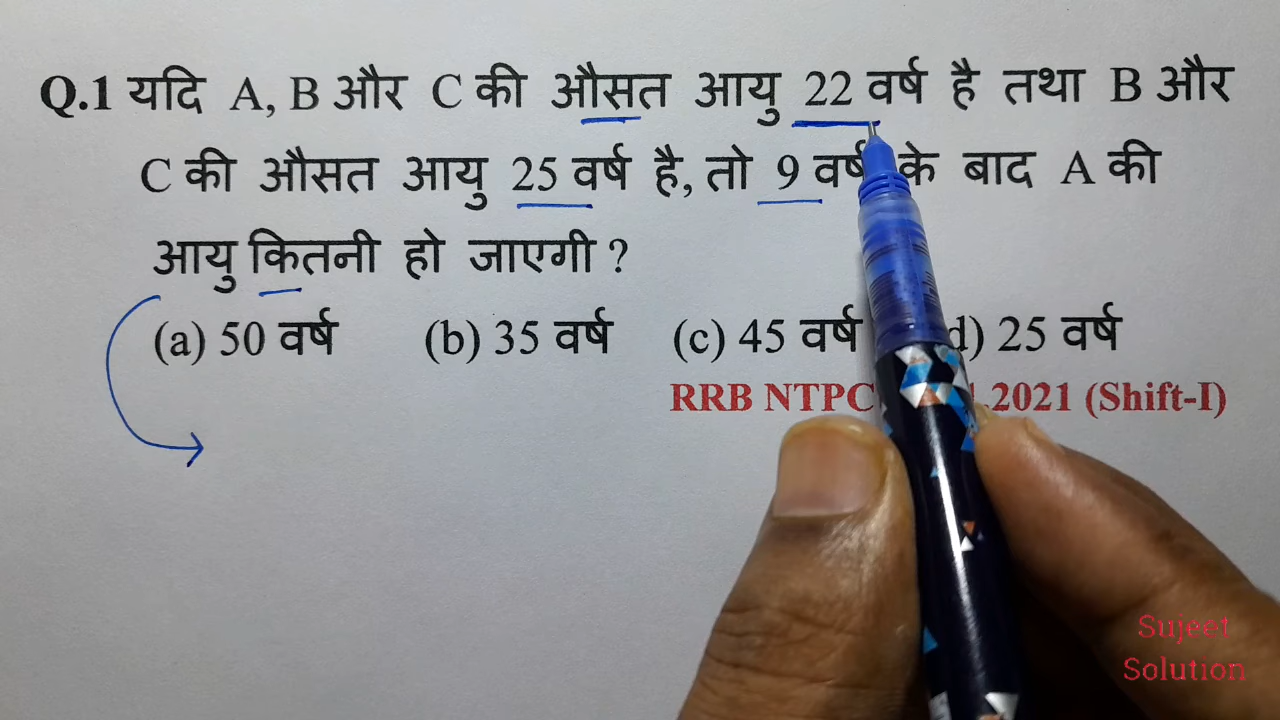 Q.1 यदि A, B और C की औसत आयु 22 वर्ष है तथा B और
C की औसत आयु 25 वर्ष है, तो 9 वर्ष के बाद A की
आयु कितनी हो जाएगी ?
(a) 50 वर्ष (b) 35 वर्ष (c) 45 वर्ष d) 25 वर्ष
RRB NTPC .2021 (Shift-I)
Sujeet
Solution